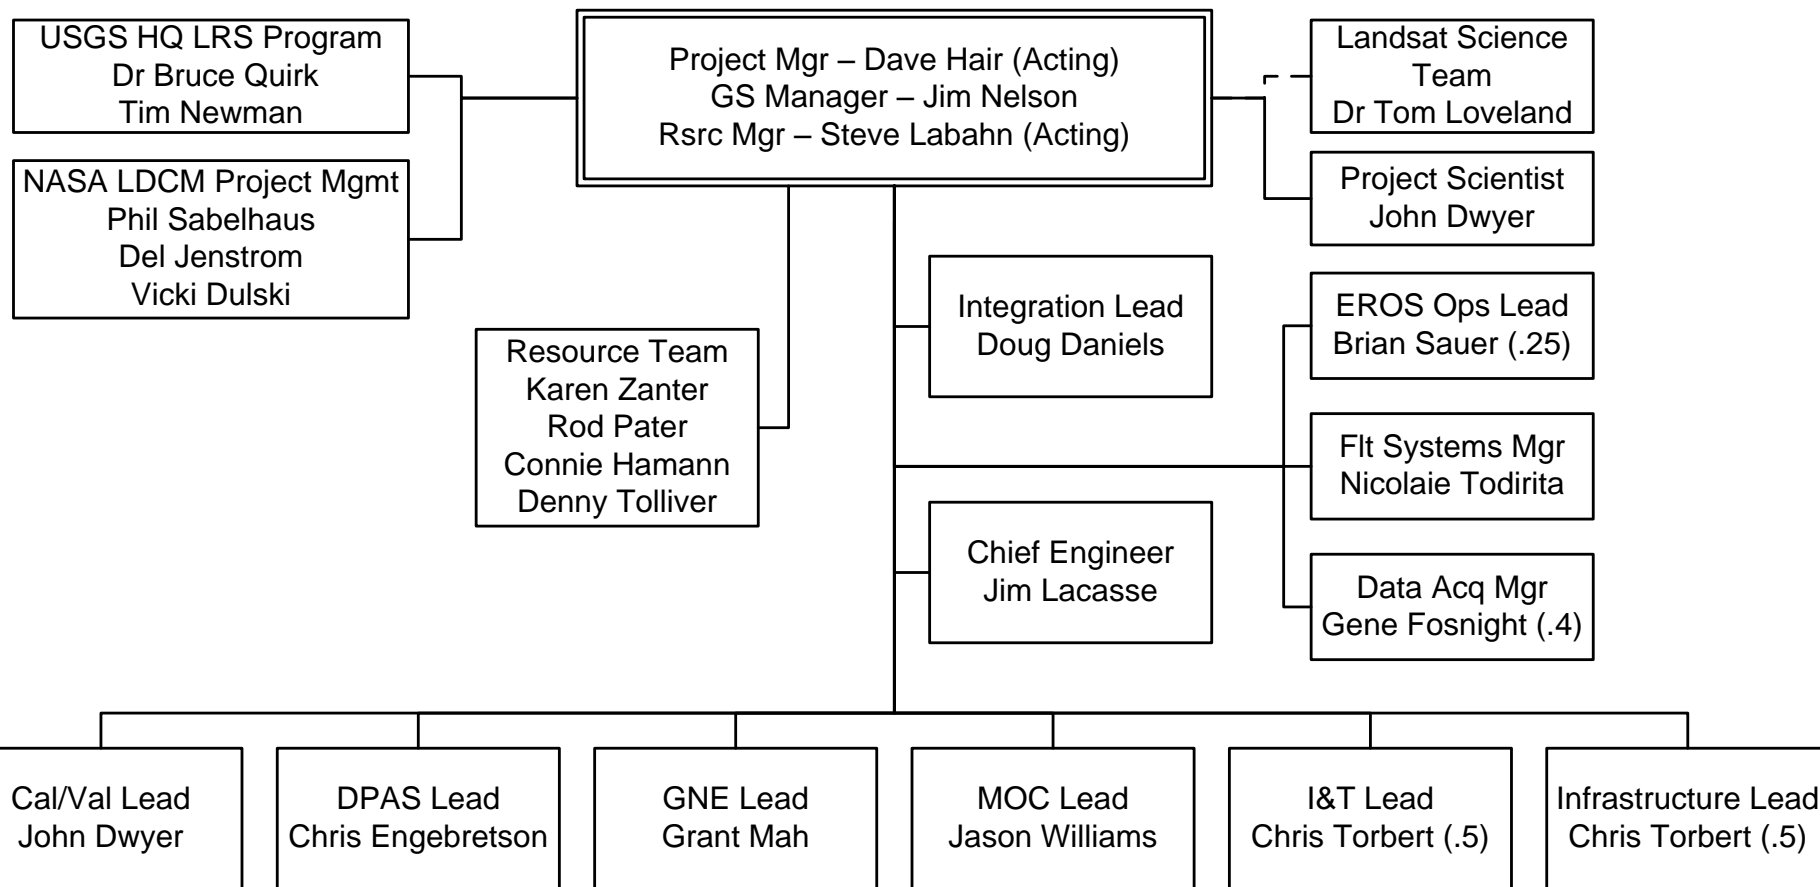 USGS HQ LRS Program
Dr Bruce Quirk
Tim Newman
Project Mgr – Dave Hair (Acting)
GS Manager – Jim Nelson
Rsrc Mgr – Steve Labahn (Acting)
Landsat Science
Team
Dr Tom Loveland
NASA LDCM Project Mgmt
Phil Sabelhaus
Del Jenstrom
Vicki Dulski
Project Scientist
John Dwyer
Integration Lead
Doug Daniels
EROS Ops Lead
Brian Sauer (.25)
Resource Team
Karen Zanter
Rod Pater
Connie Hamann
Denny Tolliver
Flt Systems Mgr
Nicolaie Todirita
Chief Engineer
Jim Lacasse
Data Acq Mgr
Gene Fosnight (.4)
Cal/Val Lead
John Dwyer
DPAS Lead
Chris Engebretson
GNE Lead
Grant Mah
MOC Lead
Jason Williams
I&T Lead
Chris Torbert (.5)
Infrastructure Lead
Chris Torbert (.5)